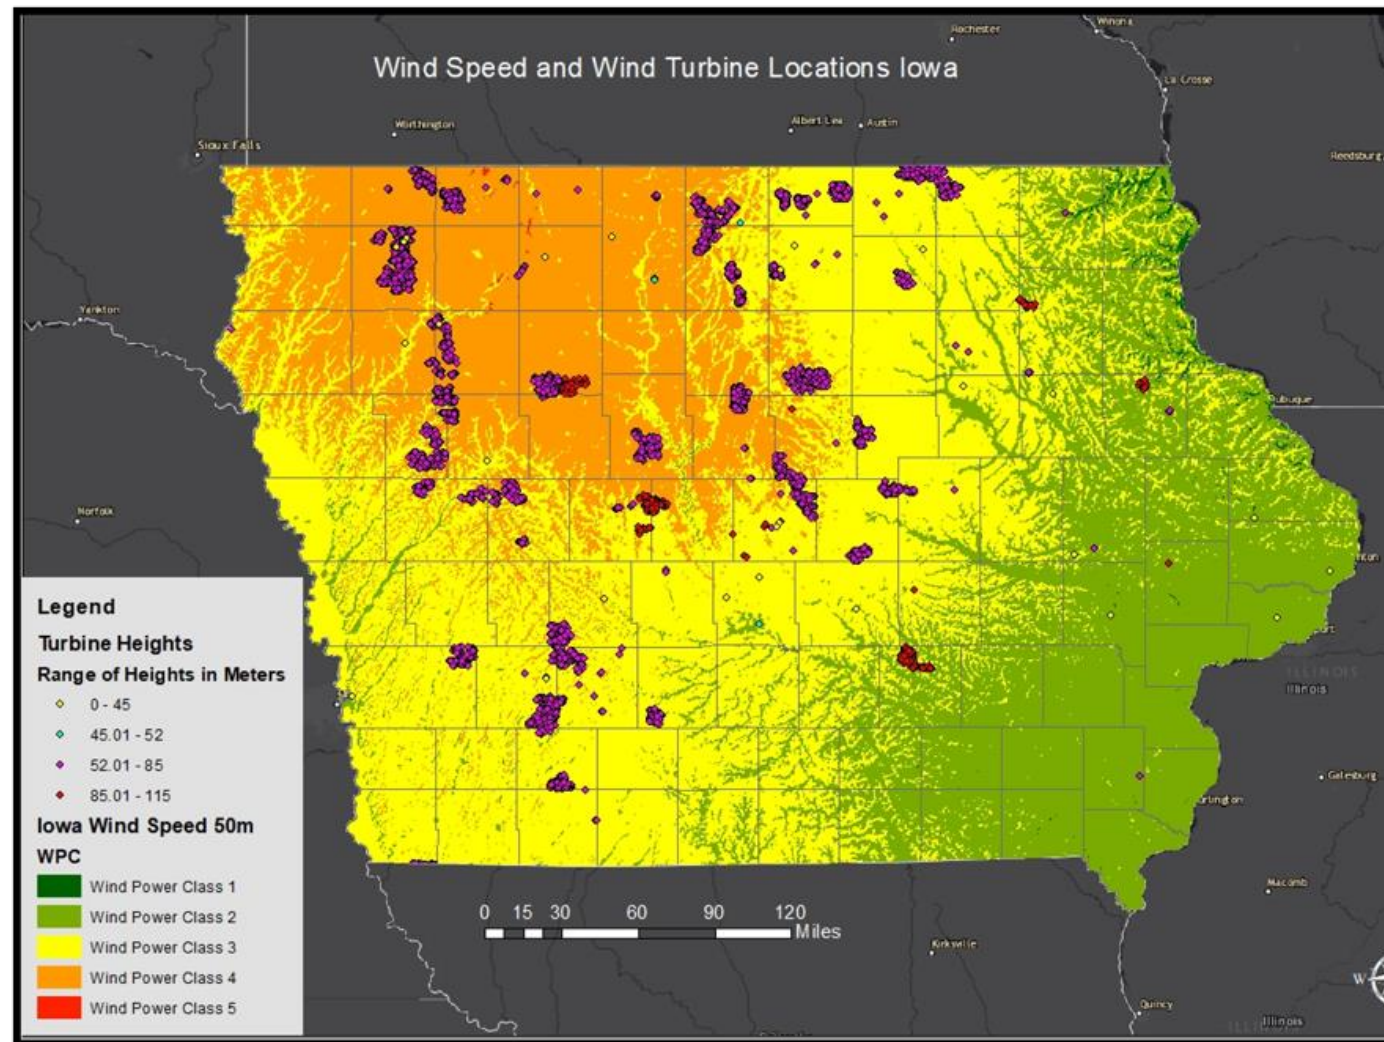 Rochester
Winona
Wind Speed and Wind Turbine Locations Iowa
La Crosse
Worthington
Albert Lea
Austin
Sioux Falls
Reedsburg
Yankton
Dubuque
Norfolk
ILLINOIS
Illinois
Galesburg
Macomb
Kirksville
Quincy
Illinois
Legend
Turbine Heights
Range of Heights in Meters
0 - 45
45.01 - 52
52.01 - 85
85.01 - 115
Iowa Wind Speed 50m
WPC
Wind Power Class 1
Wind Power Class 2
Wind Power Class 3
Wind Power Class 4
Wind Power Class 5
0 15 30 60 90 120
Miles
W